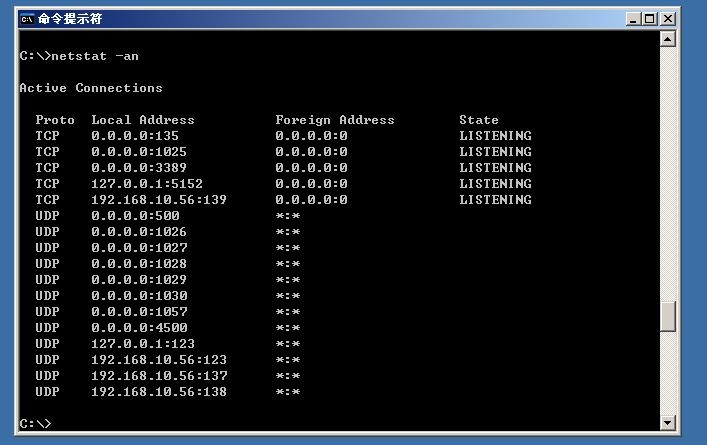 命令提示符
C:\>netstat -an
Active Connections
Proto  Local Address          Foreign Address        State
TCP    0.0.0.0:135            0.0.0.0:0              LISTENING
TCP    0.0.0.0:1025           0.0.0.0:0              LISTENING
TCP    0.0.0.0:3389           0.0.0.0:0              LISTENING
TCP    127.0.0.1:5152         0.0.0.0:0              LISTENING
TCP    192.168.10.56:139      0.0.0.0:0              LISTENING
UDP    0.0.0.0:500            *:*
UDP    0.0.0.0:1026           *:*
UDP    0.0.0.0:1027           *:*
UDP    0.0.0.0:1028           *:*
UDP    0.0.0.0:1029           *:*
UDP    0.0.0.0:1030           *:*
UDP    0.0.0.0:1057           *:*
UDP    0.0.0.0:4500           *:*
UDP    127.0.0.1:123          *:*
UDP    192.168.10.56:123      *:*
UDP    192.168.10.56:137      *:*
UDP    192.168.10.56:138      *:*
C:\>